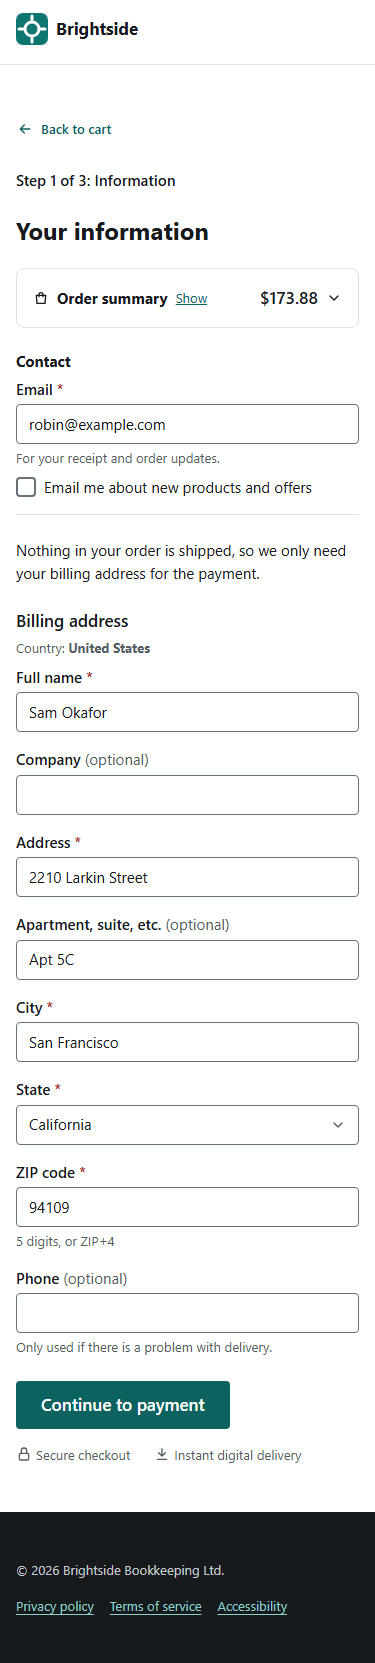 Brightside
Back to cart
Step 1 of 3: Information
Your information
Order summary Show $173.88
Contact
Email *
robin@example.com
For your receipt and order updates.
Email me about new products and offers
Nothing in your order is shipped, so we only need
your billing address for the payment.
Billing address
Country: United States
Full name *
Sam Okafor
Company (optional)
Address *
2210 Larkin Street
Apartment, suite, etc. (optional)
Apt 5C
City *
San Francisco
State *
California
ZIP code *
94109
5 digits, or ZIP+4
Phone (optional)
Only used if there is a problem with delivery.
Continue to payment
Secure checkout Instant digital delivery
© 2026 Brightside Bookkeeping Ltd.
Privacy policy Terms of service Accessibility